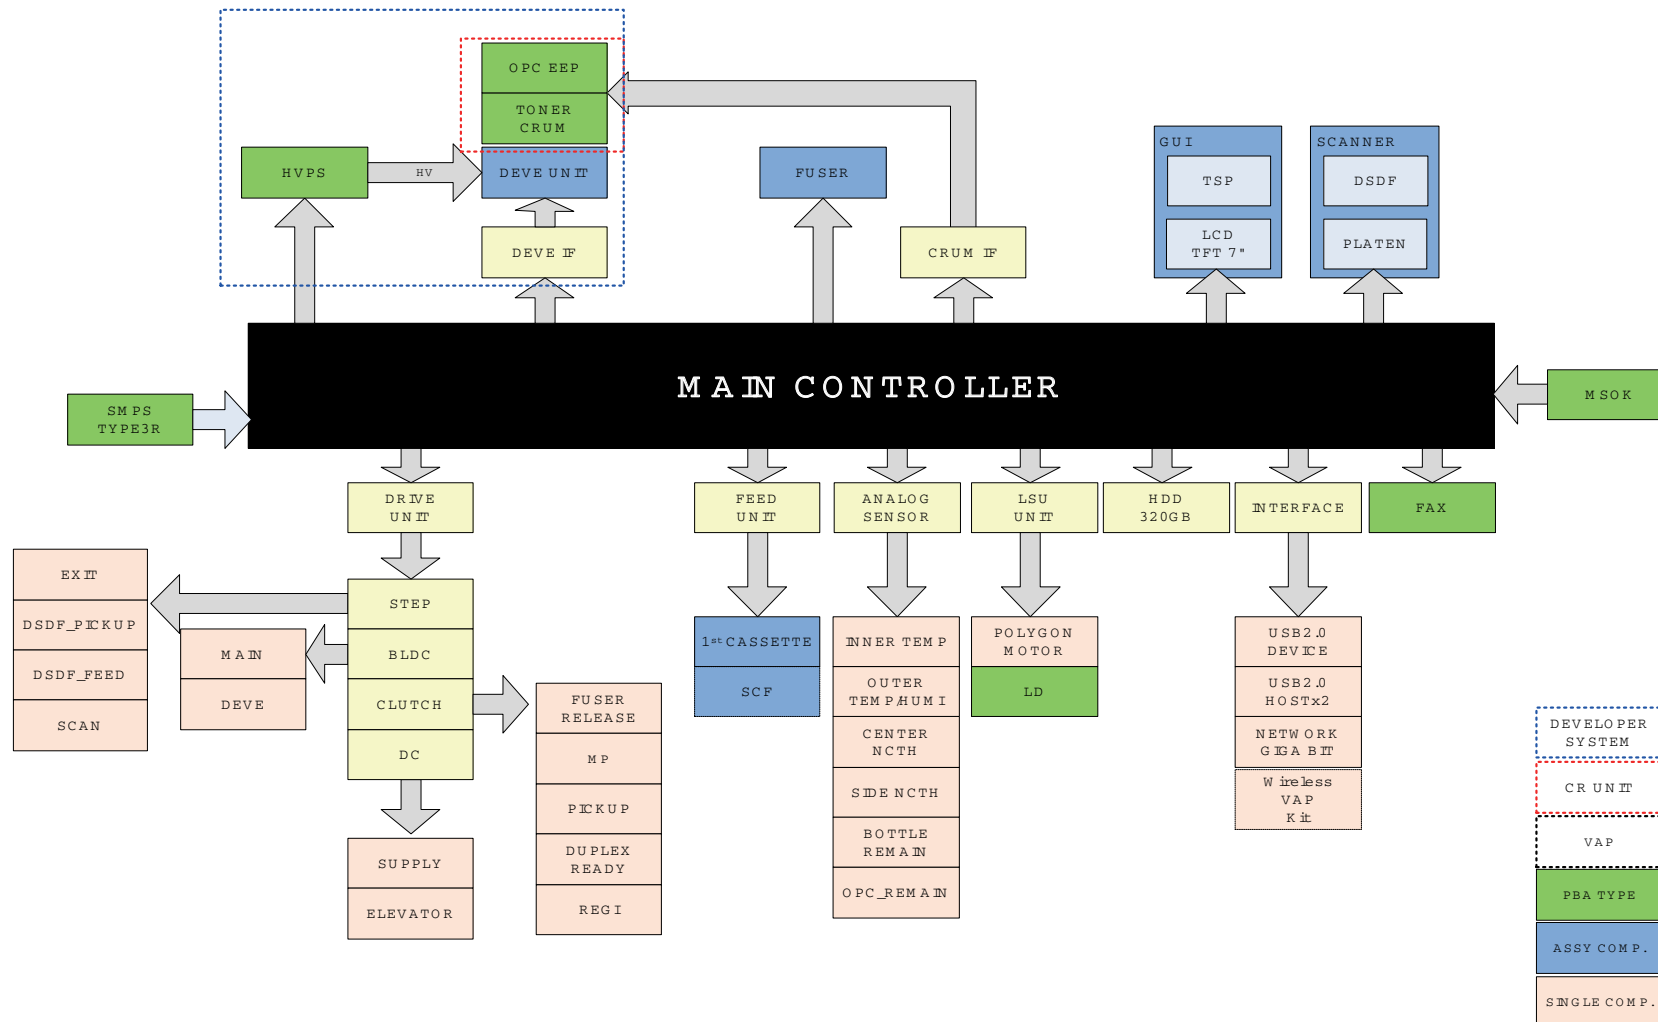 OPC EEP
TONER
CRUM
HVPS
HV
DEVE UNIT
DEVE IF
FUSER
CRUM IF
GUI
TSP
LCD
TFT 7"
SCANNER
DSDF
PLATEN
MAIN CONTROLLER
SMPS
TYPE3R
MSOK
DRIVE
UNIT
FEED
UNIT
ANALOG
SENSOR
LSU
UNIT
HDD
320GB
INTERFACE
FAX
EXIT
DSDF_PICKUP
DSDF_FEED
SCAN
MAIN
DEVE
STEP
BLDC
CLUTCH
DC
SUPPLY
ELEVATOR
FUSER
RELEASE
MP
PICKUP
DUPLEX
READY
REGI
1st CASSETTE
SCF
INNER TEMP
OUTER
TEMP/HUMI
CENTER
NCTH
SIDE NCTH
BOTTLE
REMAIN
OPC_REMAIN
POLYGON
MOTOR
LD
USB2.0
DEVICE
USB2.0
HOSTx2
NETWORK
GIGABIT
Wireless
VAP
Kit
DEVELOPER
SYSTEM
CR UNIT
VAP
PBA TYPE
ASSY COMP.
SINGLE COMP.